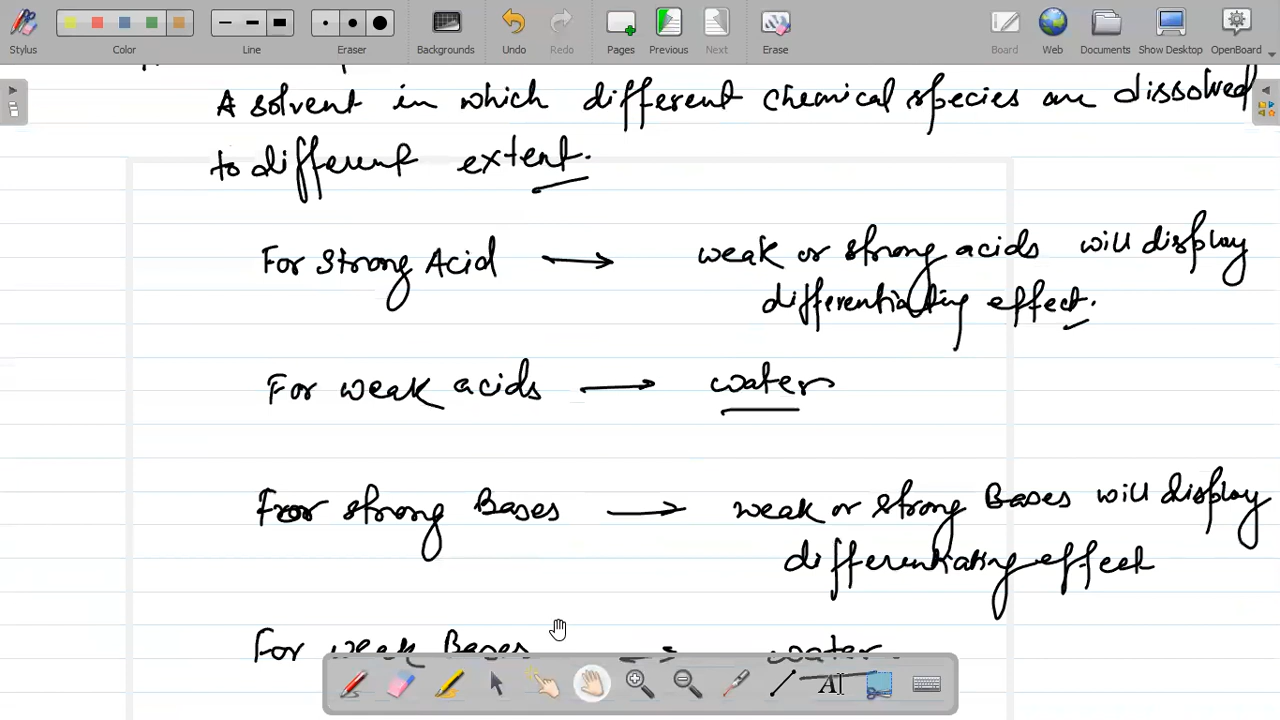 Stylus Color Line Eraser Backgrounds Undo Redo Pages Previous Next Erase Board Web Documents Show Desktop OpenBoard
A solvent in which different chemical species are dissolved
to different extent.
For Strong Acid → weak or strong acids will display
differentiating effect.
For weak acids → water
For strong Bases → weak or strong Bases will display
differentiating effect
For weak Bases → water.